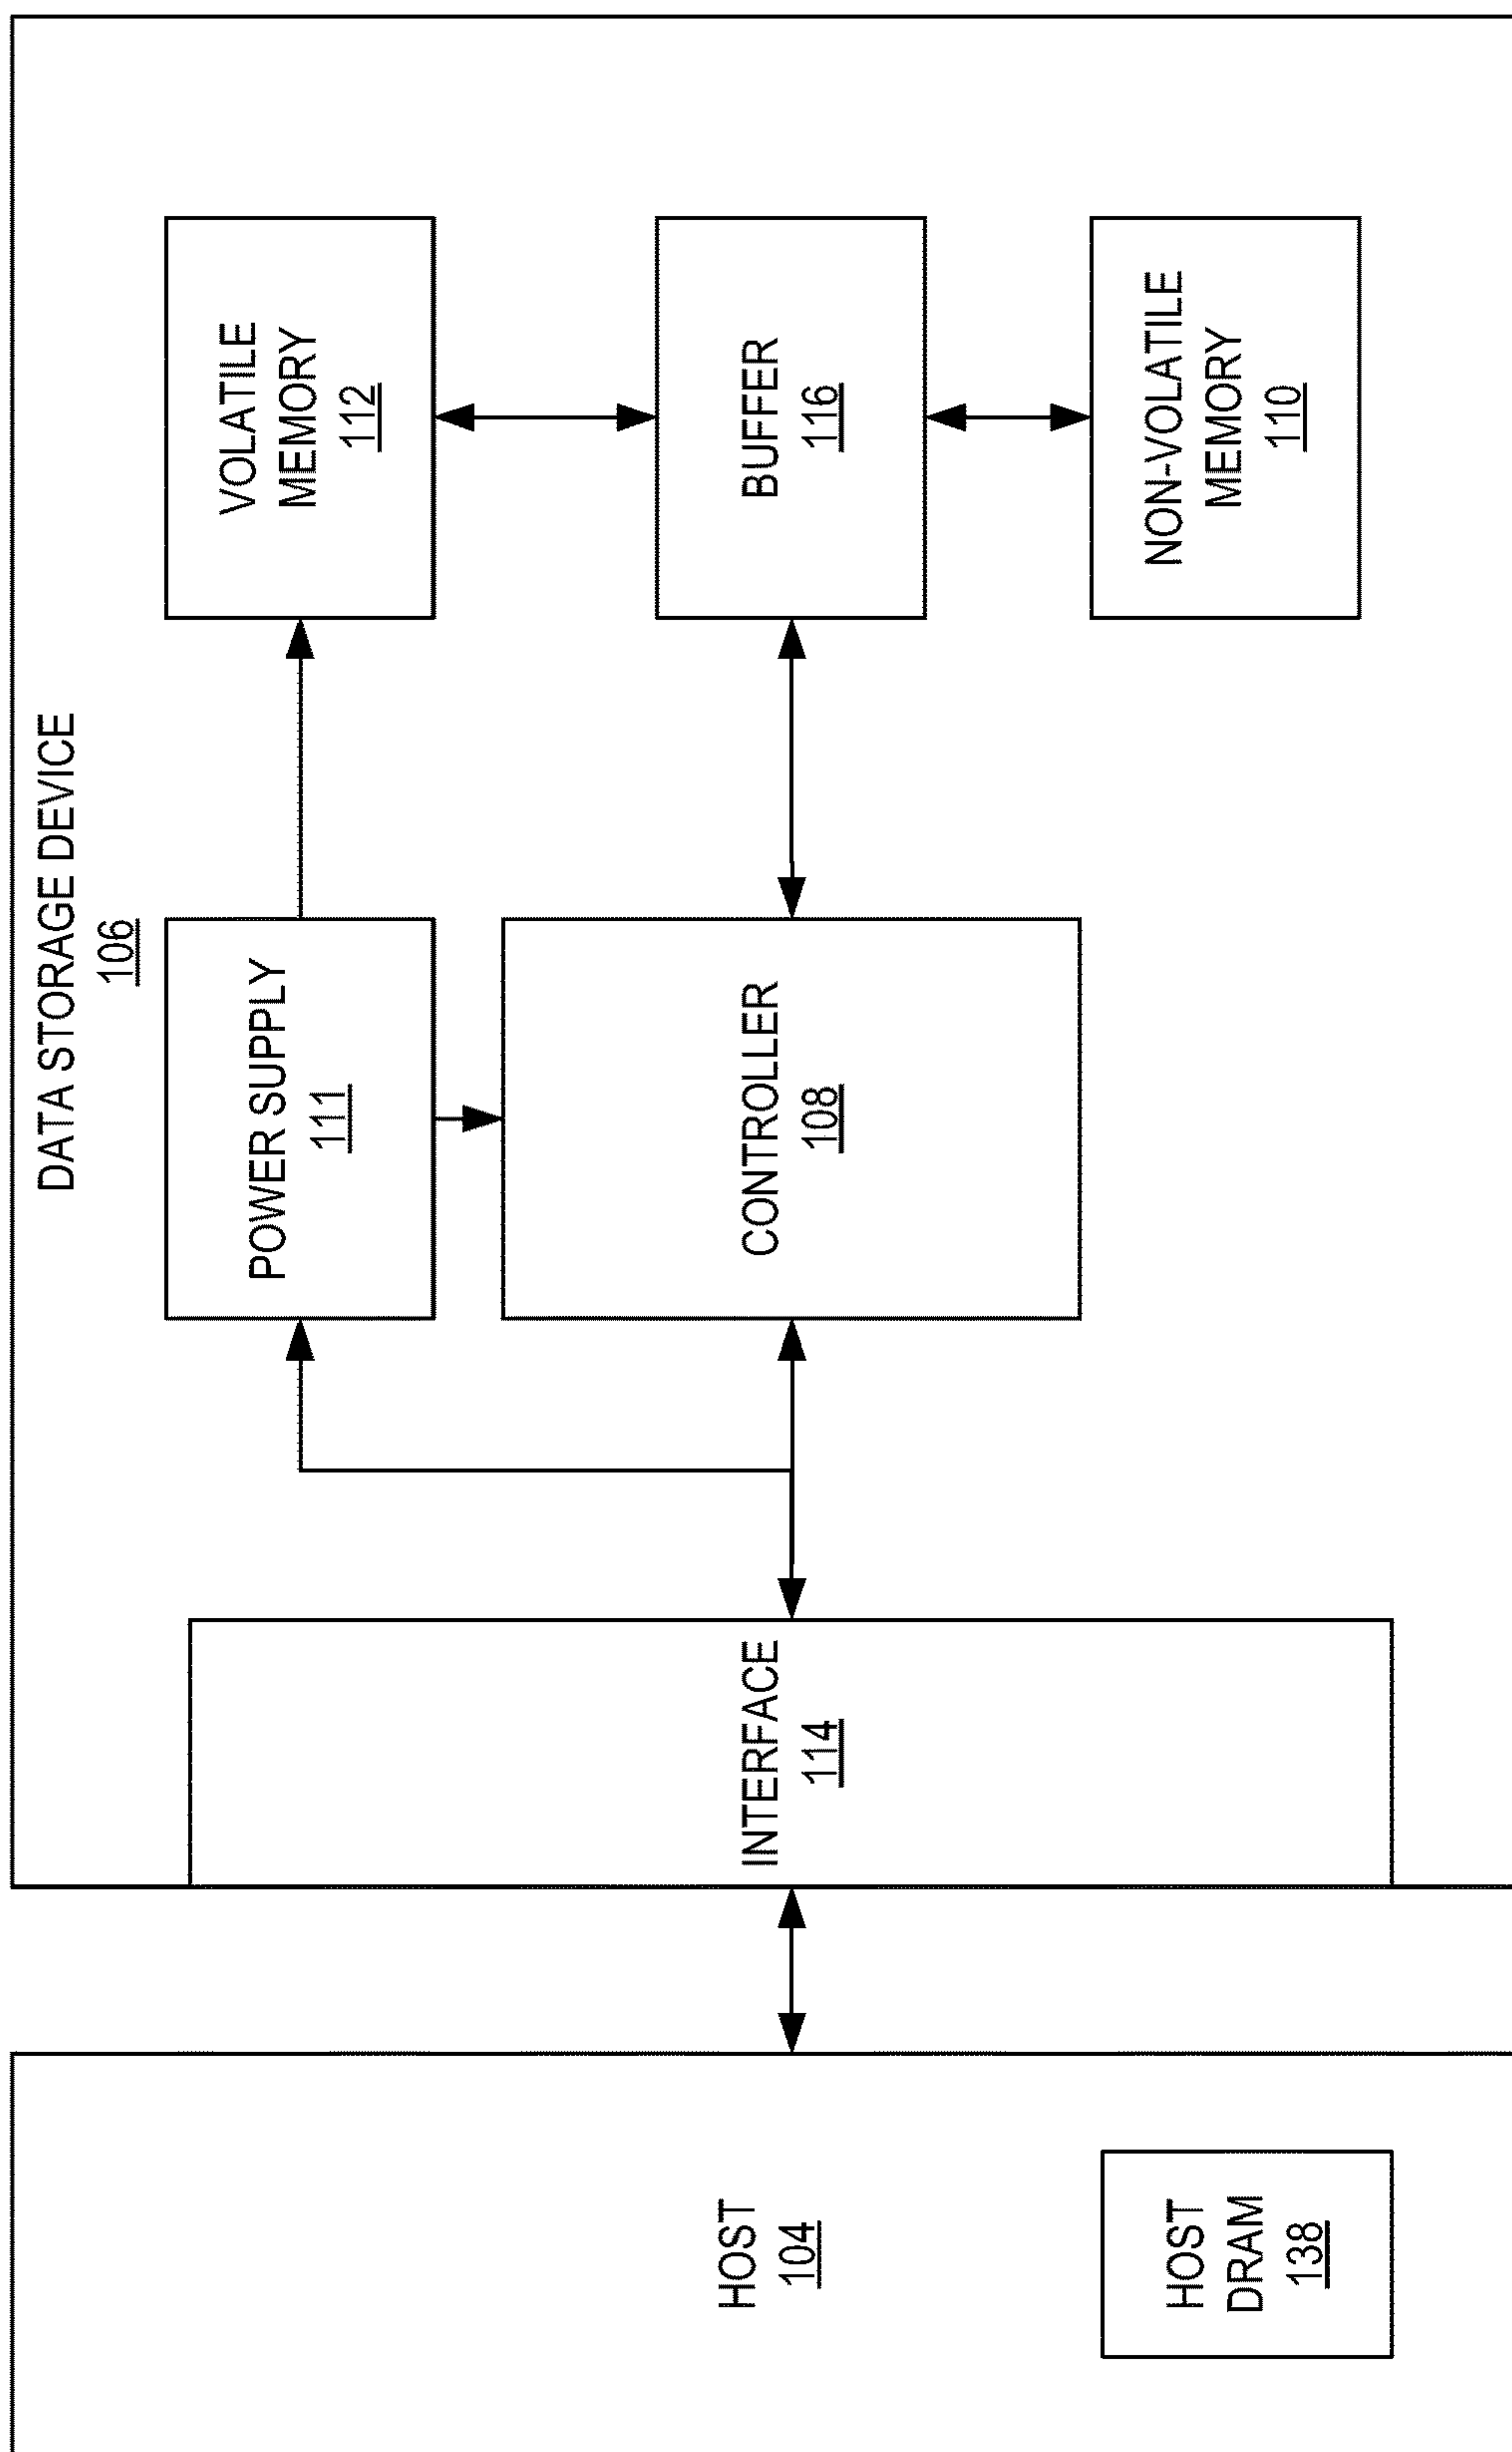 DATA STORAGE DEVICE
106
HOST
104
HOST
DRAM
138
INTERFACE
114
POWER SUPPLY
111
CONTROLLER
108
VOLATILE
MEMORY
112
BUFFER
116
NON-VOLATILE
MEMORY
110